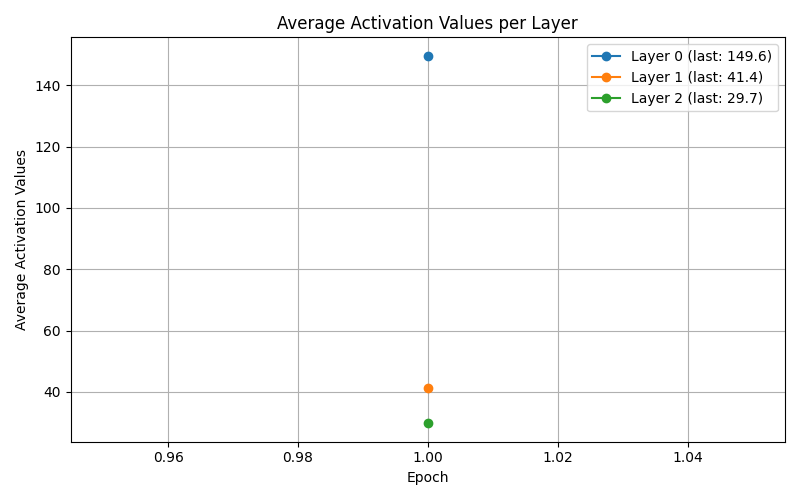 Average Activation Values per Layer
Layer 0 (last: 149.6)
Layer 1 (last: 41.4)
Layer 2 (last: 29.7)
Average Activation Values
140
120
100
80
60
40
0.96 0.98 1.00 1.02 1.04
Epoch